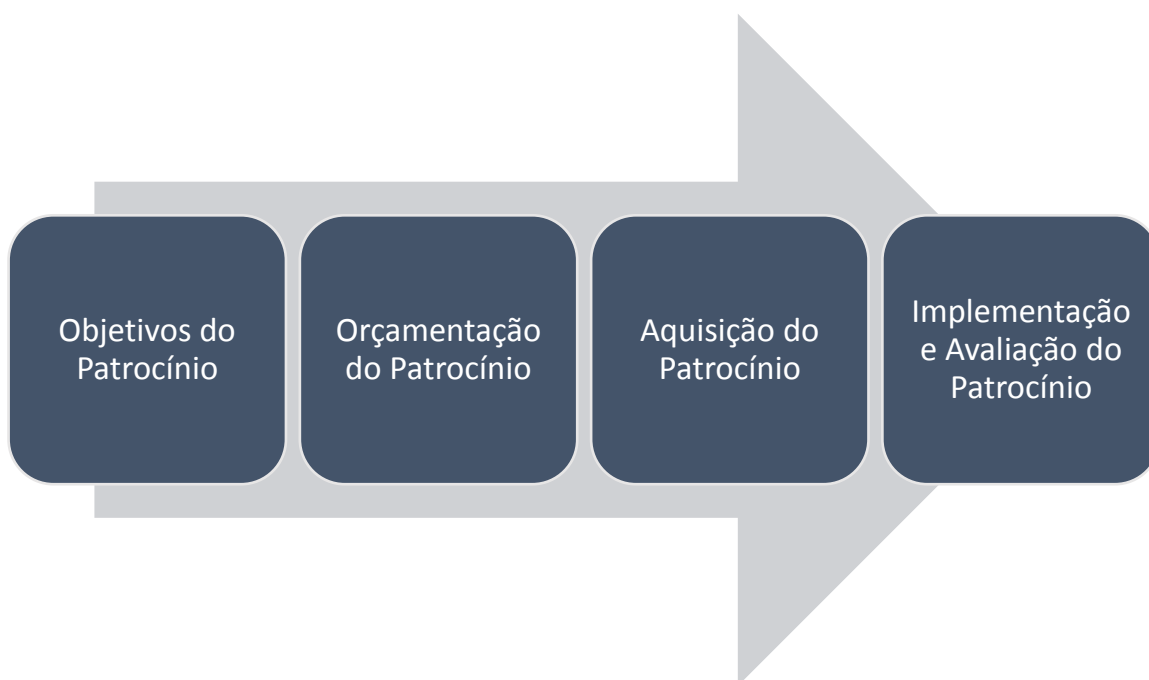 Objetivos do
Patrocínio
Orçamentação
do Patrocínio
Aquisição do
Patrocínio
Implementação
e Avaliação do
Patrocínio